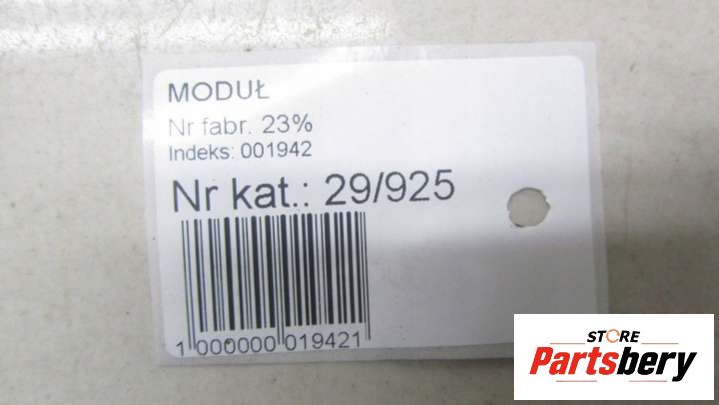 MODUŁ
Nr fabr. 23%
Indeks: 001942
Nr kat.: 29/925
1 000000 019421
STORE
Partsbery